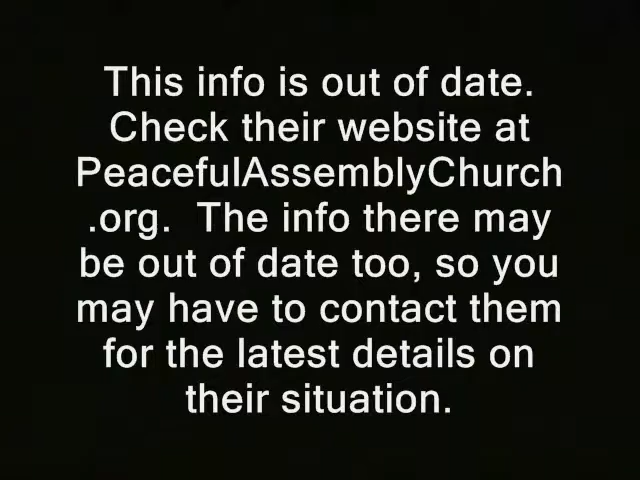 This info is out of date.
Check their website at
PeacefulAssemblyChurch
.org.  The info there may
be out of date too, so you
may have to contact them
for the latest details on
their situation.